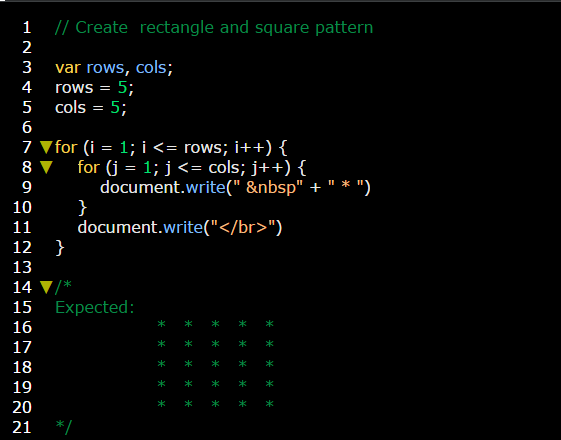 1 // Create  rectangle and square pattern
2
3 var rows, cols;
4 rows = 5;
5 cols = 5;
6
7 for (i = 1; i <= rows; i++) {
8     for (j = 1; j <= cols; j++) {
9         document.write(" &nbsp" + " * ")
10     }
11     document.write("</br>")
12 }
13
14 /*
15 Expected:
16                     *   *   *   *   *
17                     *   *   *   *   *
18                     *   *   *   *   *
19                     *   *   *   *   *
20                     *   *   *   *   *
21 */